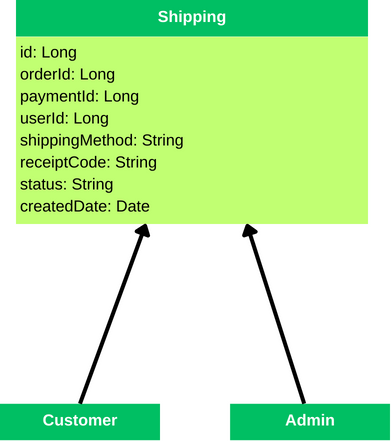 Shipping
id: Long
orderId: Long
paymentId: Long
userId: Long
shippingMethod: String
receiptCode: String
status: String
createdDate: Date
Customer
Admin